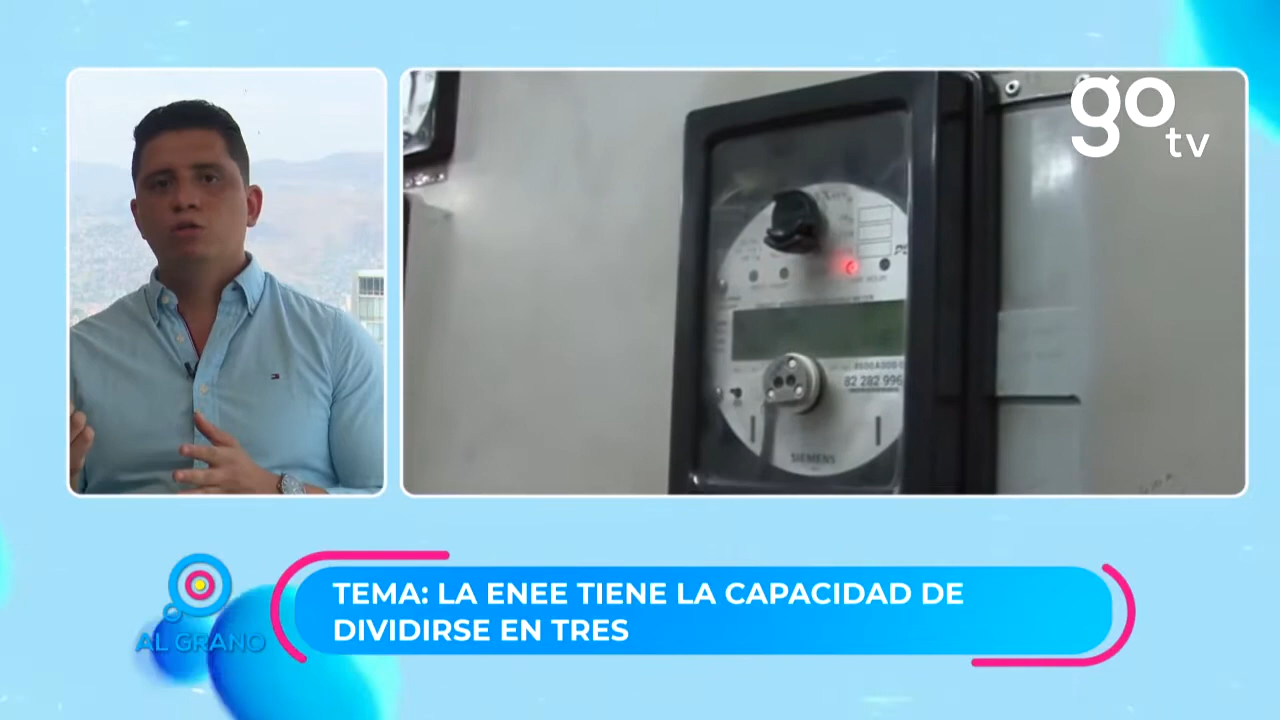 go
tv
82 282 996
SIEMENS
TEMA: LA ENEE TIENE LA CAPACIDAD DE
DIVIDIRSE EN TRES
AL GRANO